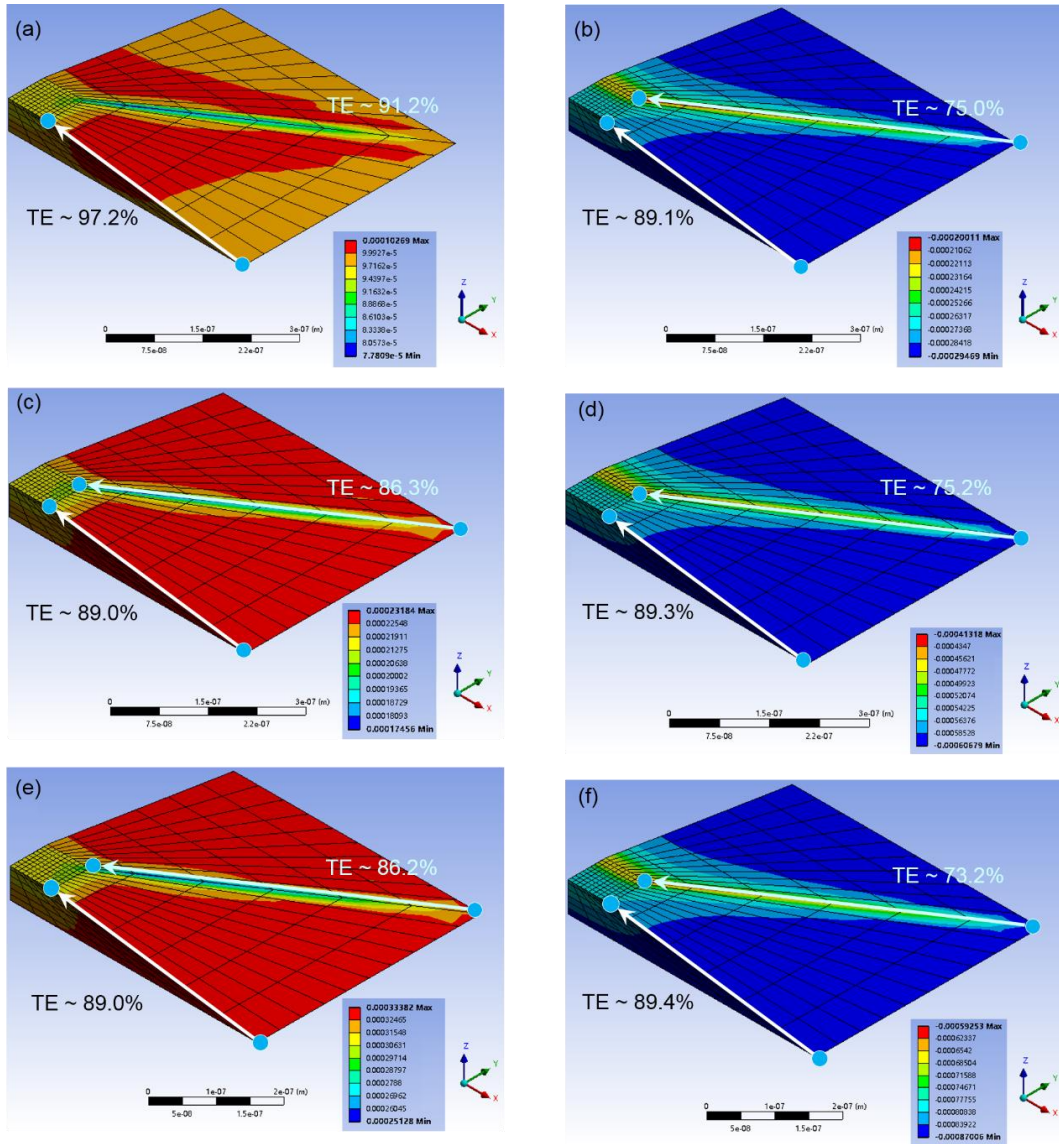 (a)
TE ~ 91.2%
TE ~ 97.2%
0.00010269 Max
9.9927e-5
9.7162e-5
9.4397e-5
9.1632e-5
8.8868e-5
8.6103e-5
8.3338e-5
8.0573e-5
7.7809e-5 Min
0 1.5e-07 3e-07 (m)
7.5e-08 2.2e-07
Z
Y
X
(b)
TE ~ 75.0%
TE ~ 89.1%
-0.00020011 Max
-0.00021062
-0.00022113
-0.00023164
-0.00024215
-0.00025266
-0.00026317
-0.00027368
-0.00028418
-0.00029469 Min
0 1.5e-07 3e-07 (m)
7.5e-08 2.2e-07
Z
Y
X
(c)
TE ~ 86.3%
TE ~ 89.0%
0.00023184 Max
0.00022548
0.00021911
0.00021275
0.00020638
0.00020002
0.00019365
0.00018729
0.00018093
0.00017456 Min
0 1.5e-07 3e-07 (m)
7.5e-08 2.2e-07
Z
Y
X
(d)
TE ~ 75.2%
TE ~ 89.3%
-0.00041318 Max
-0.0004347
-0.00045621
-0.00047772
-0.00049923
-0.00052074
-0.00054225
-0.00056376
-0.00058528
-0.00060679 Min
0 1.5e-07 3e-07 (m)
7.5e-08 2.2e-07
Z
Y
X
(e)
TE ~ 86.2%
TE ~ 89.0%
0.00033382 Max
0.00032465
0.00031548
0.00030631
0.00029714
0.0002788
0.00028797
0.00026962
0.00026045
0.00025128 Min
0 1e-07 2e-07 (m)
5e-08 1.5e-07
Z
Y
X
(f)
TE ~ 73.2%
TE ~ 89.4%
-0.00059253 Max
-0.00062337
-0.0006542
-0.00068504
-0.00071588
-0.00074671
-0.00077755
-0.00080838
-0.00083922
-0.00087006 Min
0 1e-07 2e-07 (m)
5e-08 1.5e-07
Z
Y
X